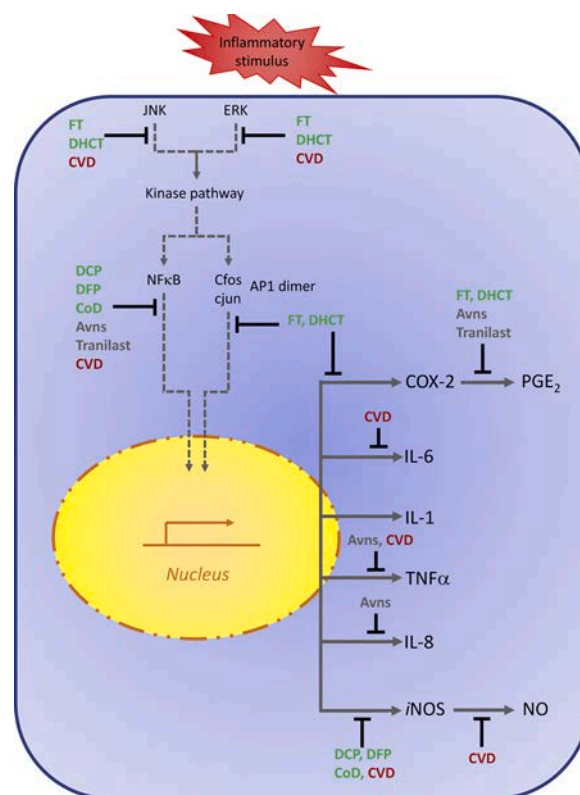 Inflammatory
stimulus
JNK
ERK
FT
DHCT
CVD
FT
DHCT
CVD
Kinase pathway
DCP
DFP
CoD
Avns
Tranilast
CVD
NFκB
Cfos
cjun
AP1 dimer
FT, DHCT
FT, DHCT
Avns
Tranilast
COX-2
PGE2
CVD
IL-6
IL-1
Avns, CVD
TNFα
Avns
IL-8
Nucleus
iNOS
NO
DCP, DFP
CoD, CVD
CVD